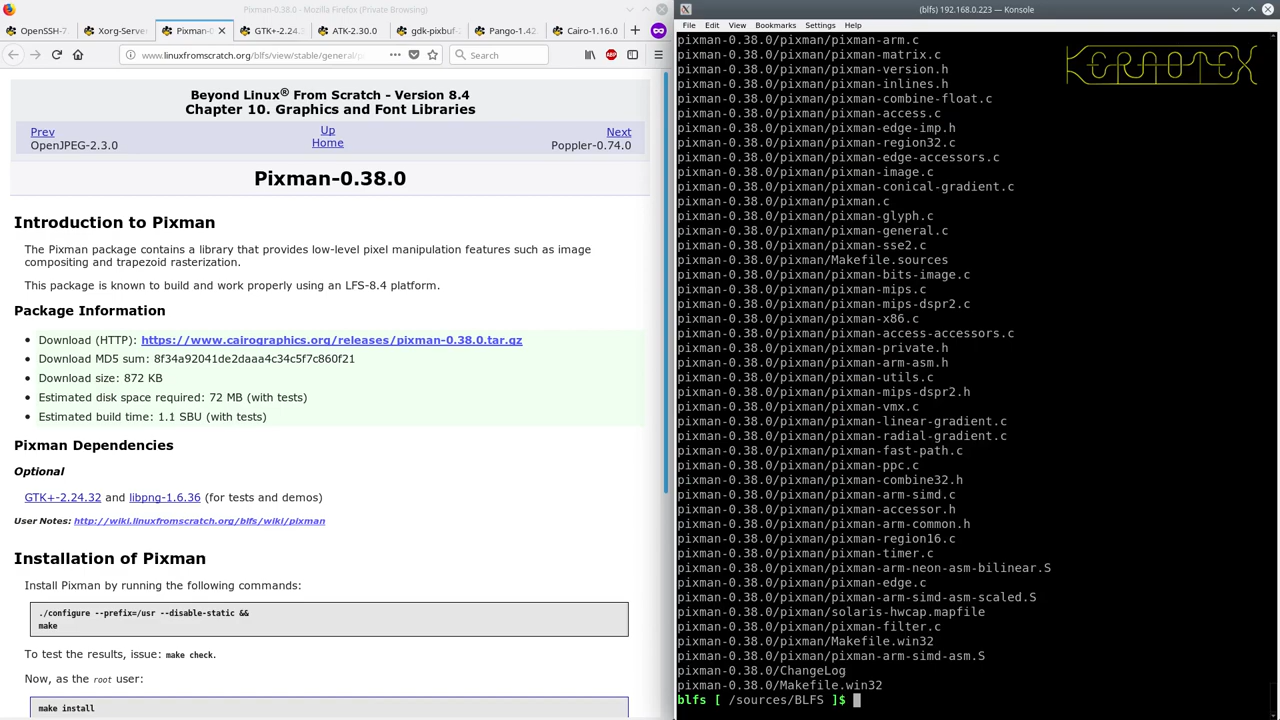 Pixman-0.38.0 - Mozilla Firefox (Private Browsing)
OpenSSH-7
Xorg-Server
Pixman-0
GTK+-2.24.
ATK-2.30.0
gdk-pixbuf-
Pango-1.42.
Cairo-1.16.0
www.linuxfromscratch.org/blfs/view/stable/general/
Search
Beyond Linux® From Scratch - Version 8.4
Chapter 10. Graphics and Font Libraries
Prev
Up
Next
OpenJPEG-2.3.0
Home
Poppler-0.74.0
Pixman-0.38.0
Introduction to Pixman
The Pixman package contains a library that provides low-level pixel manipulation features such as image
compositing and trapezoid rasterization.
This package is known to build and work properly using an LFS-8.4 platform.
Package Information
Download (HTTP): https://www.cairographics.org/releases/pixman-0.38.0.tar.gz
Download MD5 sum: 8f34a92041de2daaa4c34c5f7c860f21
Download size: 872 KB
Estimated disk space required: 72 MB (with tests)
Estimated build time: 1.1 SBU (with tests)
Pixman Dependencies
Optional
GTK+-2.24.32 and libpng-1.6.36 (for tests and demos)
User Notes: http://wiki.linuxfromscratch.org/blfs/wiki/pixman
Installation of Pixman
Install Pixman by running the following commands:
./configure --prefix=/usr --disable-static &&
make
To test the results, issue: make check.
Now, as the root user:
make install
(blfs) 192.168.0.223 — Konsole
File Edit View Bookmarks Settings Help
KERNOTEX
pixman-0.38.0/pixman/pixman-arm.c
pixman-0.38.0/pixman/pixman-matrix.c
pixman-0.38.0/pixman/pixman-version.h
pixman-0.38.0/pixman/pixman-inlines.h
pixman-0.38.0/pixman/pixman-combine-float.c
pixman-0.38.0/pixman/pixman-access.c
pixman-0.38.0/pixman/pixman-edge-imp.h
pixman-0.38.0/pixman/pixman-region32.c
pixman-0.38.0/pixman/pixman-edge-accessors.c
pixman-0.38.0/pixman/pixman-image.c
pixman-0.38.0/pixman/pixman-conical-gradient.c
pixman-0.38.0/pixman/pixman.c
pixman-0.38.0/pixman/pixman-glyph.c
pixman-0.38.0/pixman/pixman-general.c
pixman-0.38.0/pixman/pixman-sse2.c
pixman-0.38.0/pixman/Makefile.sources
pixman-0.38.0/pixman/pixman-bits-image.c
pixman-0.38.0/pixman/pixman-mips.c
pixman-0.38.0/pixman/pixman-mips-dspr2.c
pixman-0.38.0/pixman/pixman-x86.c
pixman-0.38.0/pixman/pixman-access-accessors.c
pixman-0.38.0/pixman/pixman-private.h
pixman-0.38.0/pixman/pixman-arm-asm.h
pixman-0.38.0/pixman/pixman-utils.c
pixman-0.38.0/pixman/pixman-mips-dspr2.h
pixman-0.38.0/pixman/pixman-vmx.c
pixman-0.38.0/pixman/pixman-linear-gradient.c
pixman-0.38.0/pixman/pixman-radial-gradient.c
pixman-0.38.0/pixman/pixman-fast-path.c
pixman-0.38.0/pixman/pixman-ppc.c
pixman-0.38.0/pixman/pixman-combine32.h
pixman-0.38.0/pixman/pixman-arm-simd.c
pixman-0.38.0/pixman/pixman-accessor.h
pixman-0.38.0/pixman/pixman-arm-common.h
pixman-0.38.0/pixman/pixman-region16.c
pixman-0.38.0/pixman/pixman-timer.c
pixman-0.38.0/pixman/pixman-arm-neon-asm-bilinear.S
pixman-0.38.0/pixman/pixman-edge.c
pixman-0.38.0/pixman/pixman-arm-simd-asm-scaled.S
pixman-0.38.0/pixman/solaris-hwcap.mapfile
pixman-0.38.0/pixman/pixman-filter.c
pixman-0.38.0/pixman/Makefile.win32
pixman-0.38.0/pixman/pixman-arm-simd-asm.S
pixman-0.38.0/ChangeLog
pixman-0.38.0/Makefile.win32
blfs [ /sources/BLFS ]$